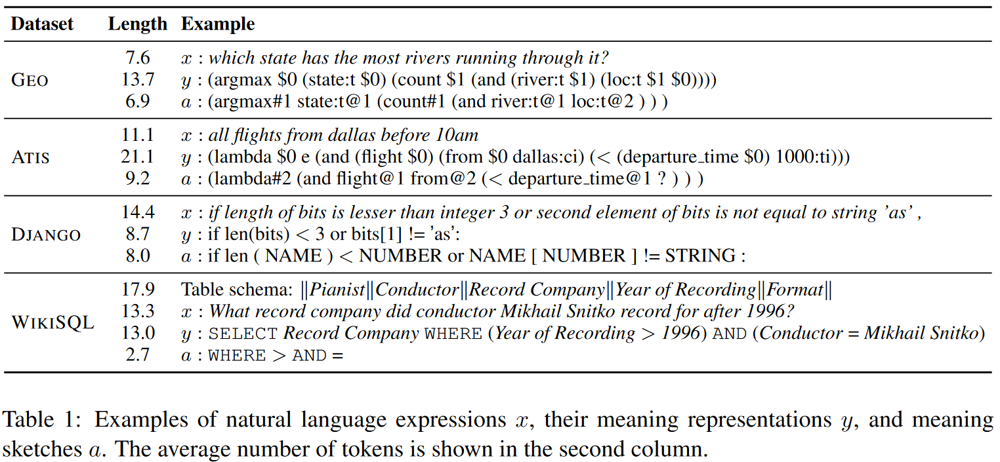 Dataset Length Example
7.6 x : which state has the most rivers running through it?
GEO 13.7 y : (argmax $0 (state:t $0) (count $1 (and (river:t $1) (loc:t $1 $0))))
6.9 a : (argmax#1 state:t@1 (count#1 (and river:t@1 loc:t@2 ) ) )
11.1 x : all flights from dallas before 10am
ATIS 21.1 y : (lambda $0 e (and (flight $0) (from $0 dallas:ci) (< (departure_time $0) 1000:ti)))
9.2 a : (lambda#2 (and flight@1 from@2 (< departure_time@1 ? ) ) )
14.4 x : if length of bits is lesser than integer 3 or second element of bits is not equal to string 'as' ,
DJANGO 8.7 y : if len(bits) < 3 or bits[1] != 'as':
8.0 a : if len ( NAME ) < NUMBER or NAME [ NUMBER ] != STRING :
17.9 Table schema: ||Pianist||Conductor||Record Company||Year of Recording||Format||
13.3 x : What record company did conductor Mikhail Snitko record for after 1996?
WIKISQL 13.0 y : SELECT Record Company WHERE (Year of Recording > 1996) AND (Conductor = Mikhail Snitko)
2.7 a : WHERE > AND =
Table 1: Examples of natural language expressions x, their meaning representations y, and meaning
sketches a. The average number of tokens is shown in the second column.